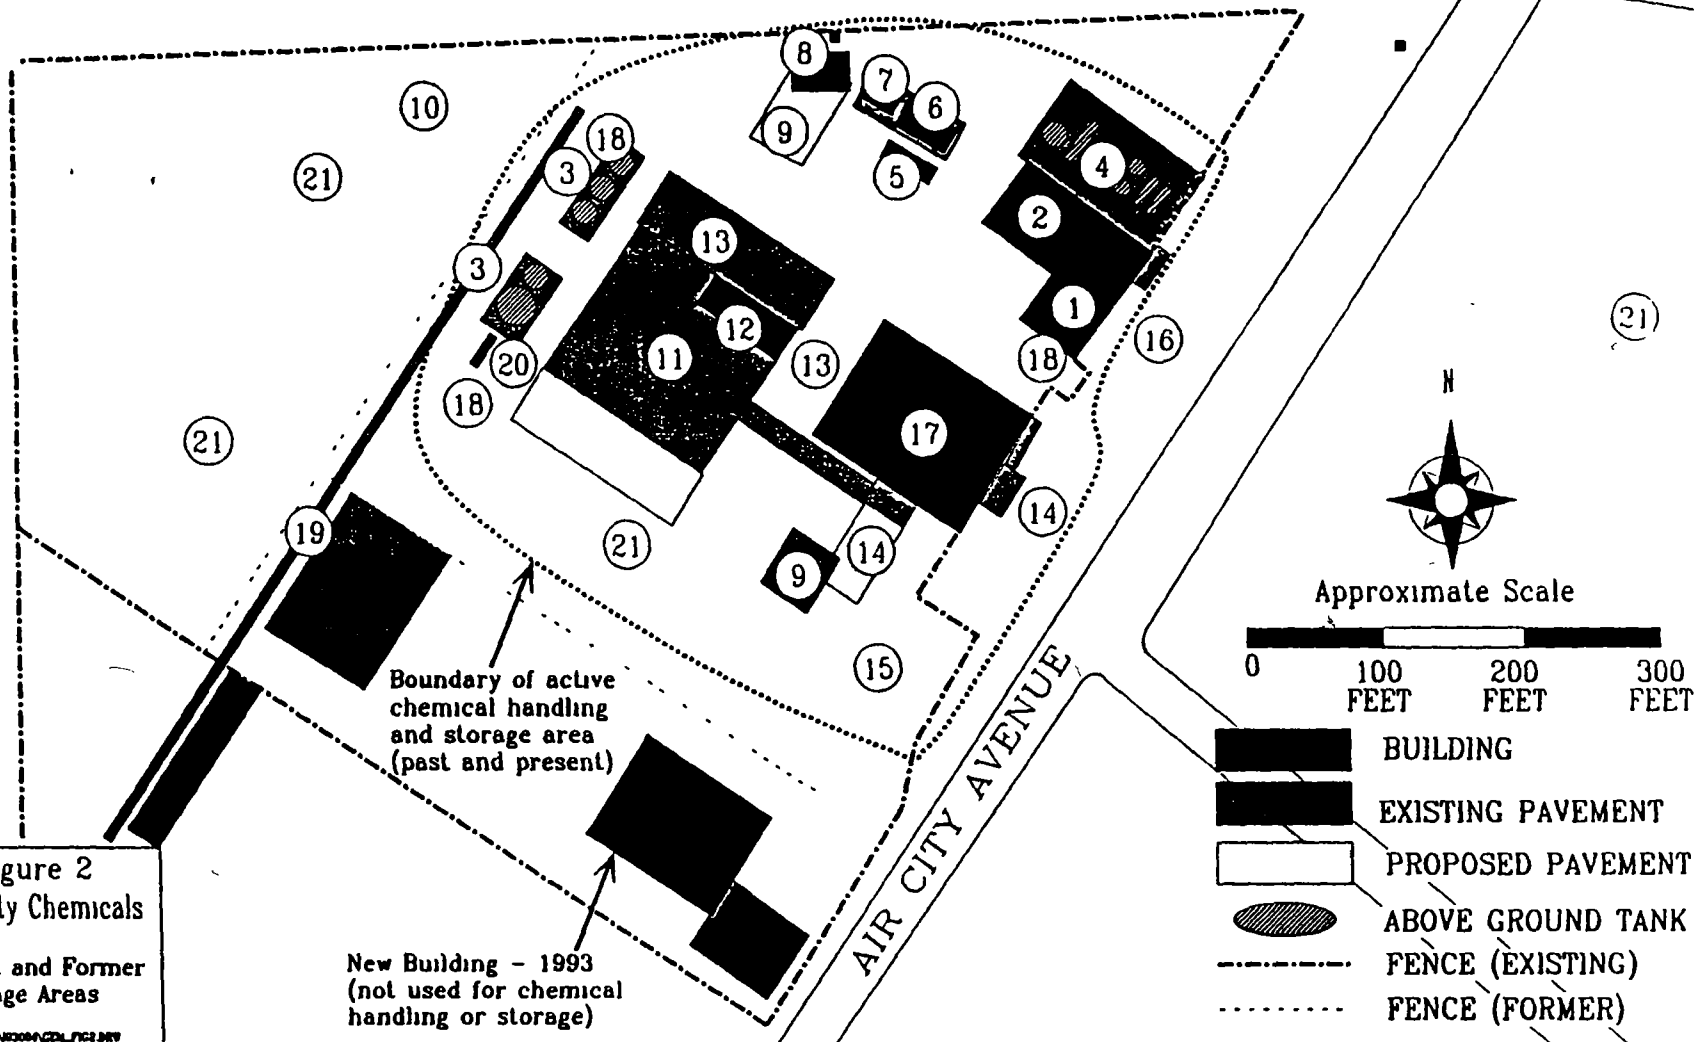 8
7
6
10
9
18
3
4
21
5
2
13
3
1
12
16
21
11
13
18
20
18
17
21
14
19
21
14
9
15
N
Approximate Scale
0
100
FEET
200
FEET
300
FEET
Boundary of active
chemical handling
and storage area
(past and present)
New Building - 1993
(not used for chemical
handling or storage)
AIR CITY AVENUE
BUILDING
EXISTING PAVEMENT
PROPOSED PAVEMENT
ABOVE GROUND TANK
FENCE (EXISTING)
FENCE (FORMER)
gure 2
ly Chemicals
and Former
ge Areas